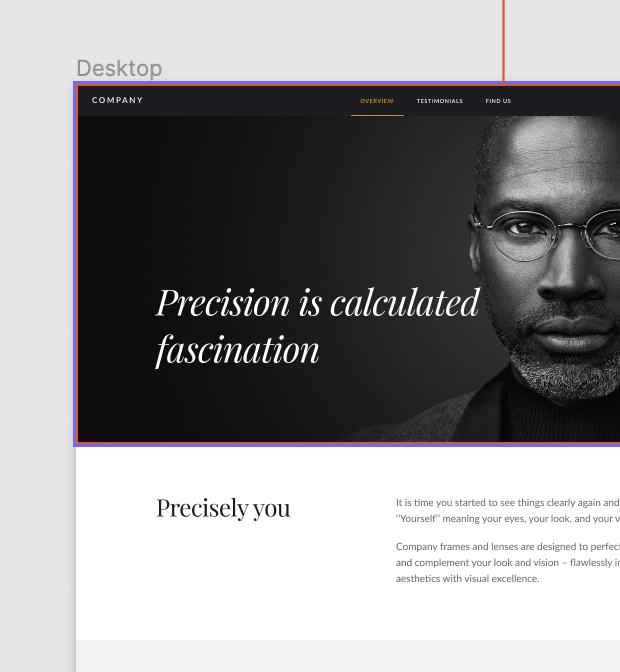 Desktop
COMPANY
OVERVIEW
TESTIMONIALS
FIND US
Precision is calculated
fascination
Precisely you
It is time you started to see things clearly again and
“Yourself” meaning your eyes, your look, and your
Company frames and lenses are designed to
and complement your look and vision – flawlessly
aesthetics with visual excellence.